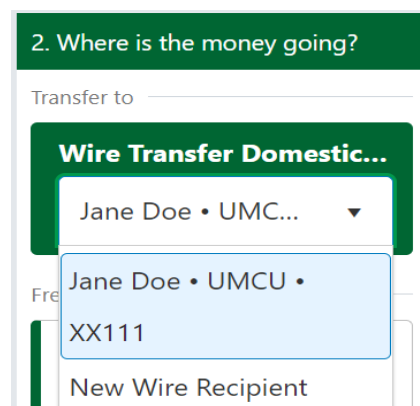 2. Where is the money going?
Transfer to
Wire Transfer Domestic...
Jane Doe • UMC... ▼
Fre
Jane Doe • UMCU •
XX111
New Wire Recipient